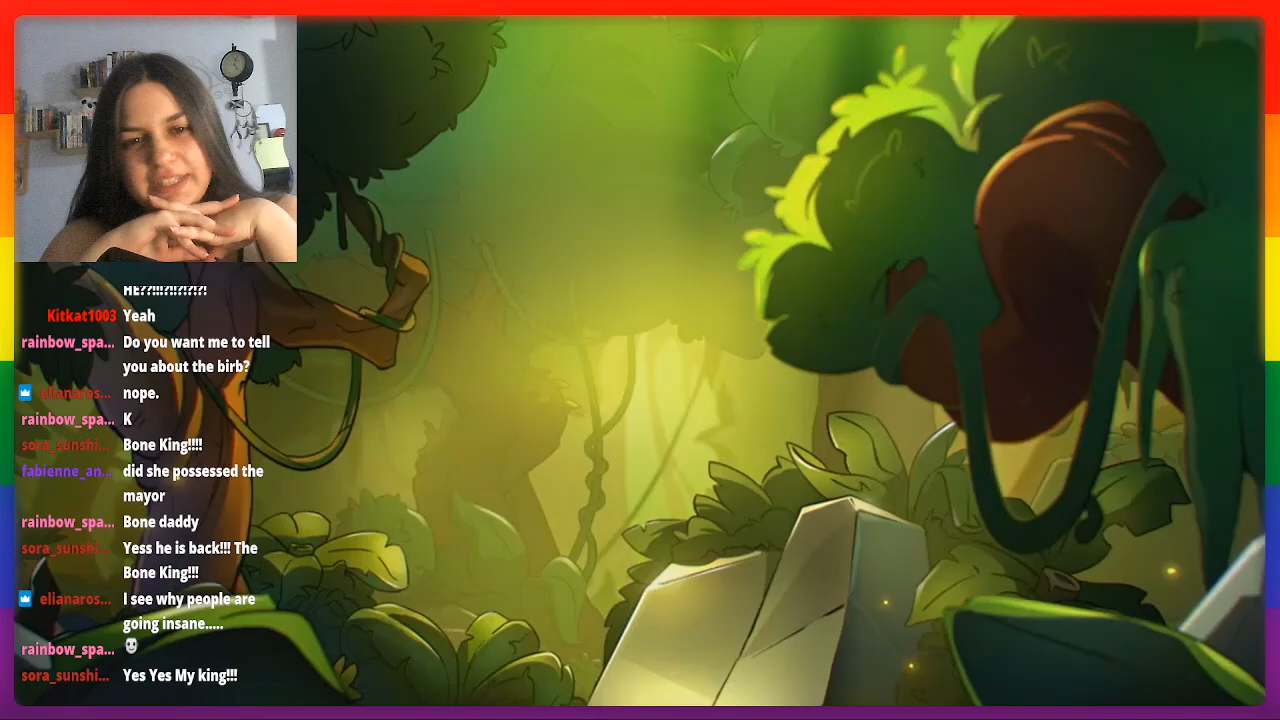 HE??!!!?!!?!?!?!
Kitkat1003 Yeah
rainbow_spa... Do you want me to tell
you about the birb?
elianaros... nope.
rainbow_spa... K
sora_sunshi... Bone King!!!!
fabienne_an... did she possessed the
mayor
rainbow_spa... Bone daddy
sora_sunshi... Yess he is back!!! The
Bone King!!!
elianaros... I see why people are
going insane.....
rainbow_spa...
sora_sunshi... Yes Yes My king!!!